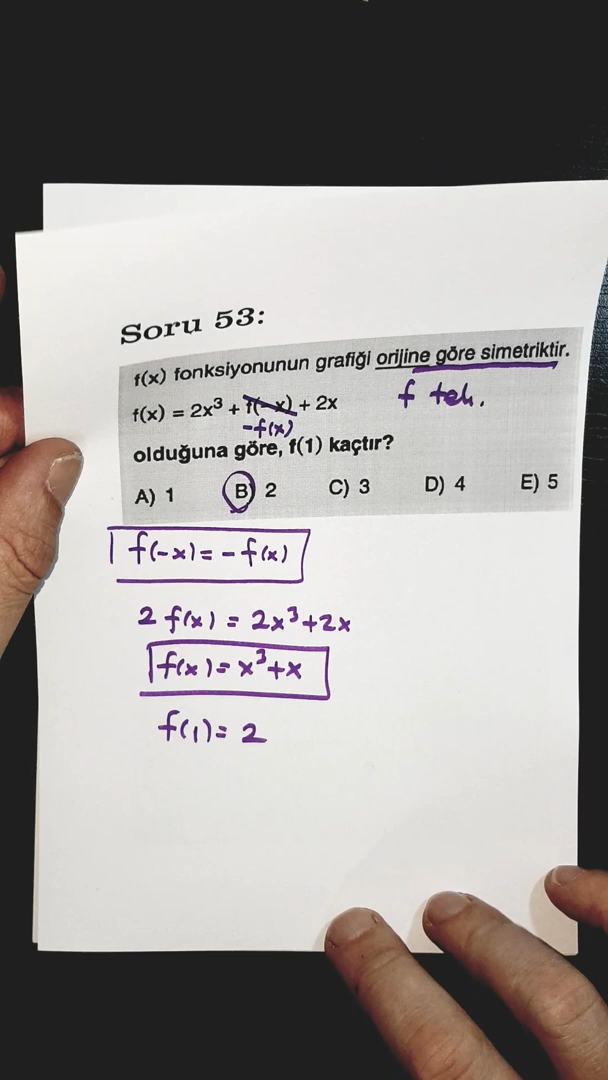 Soru 53:
f(x) fonksiyonunun grafiği orijine göre simetriktir.
f(x) = 2x³ + f(-x) + 2x
f tek.
-f(x)
olduğuna göre, f(1) kaçtır?
A) 1 B) 2 C) 3 D) 4 E) 5
f(-x) = -f(x)
2 f(x) = 2x³+2x
f(x) = x³+x
f(1) = 2